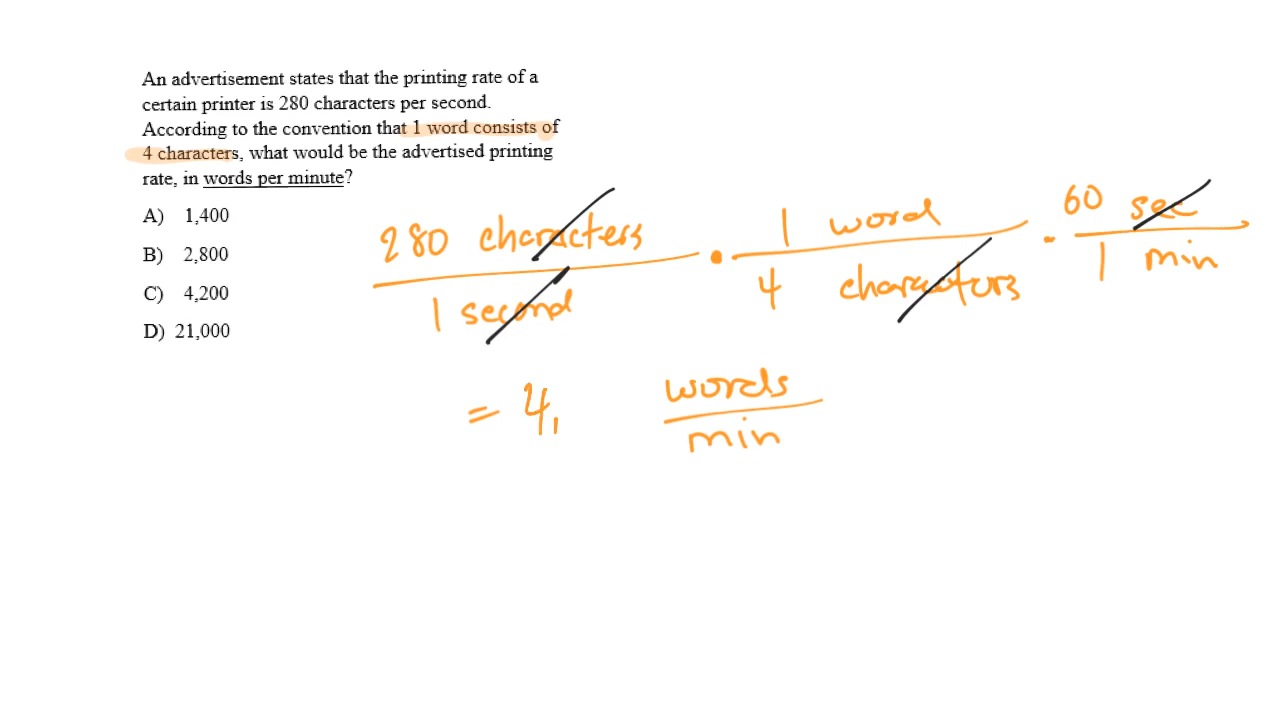 An advertisement states that the printing rate of a
certain printer is 280 characters per second.
According to the convention that 1 word consists of
4 characters, what would be the advertised printing
rate, in words per minute?
A) 1,400
B) 2,800
C) 4,200
D) 21,000
280 characters
1 second
• 1 word
4 characters
• 60 sec
1 min
= 4, words
min